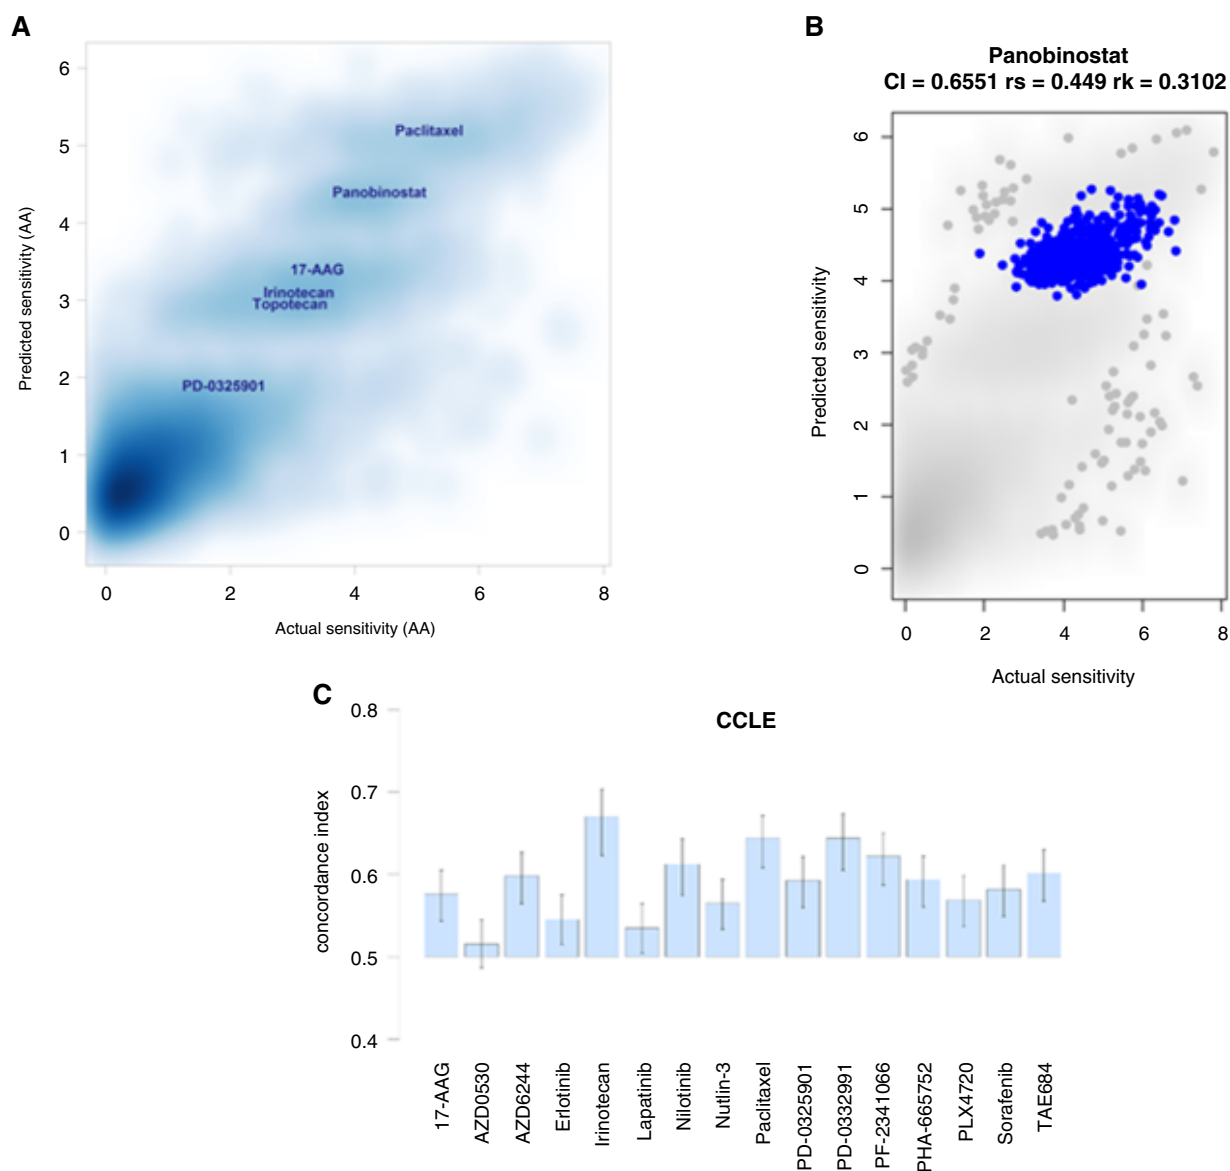 A
6
5
4
3
2
1
0
Predicted sensitivity (AA)
Paclitaxel
Panobinostat
17-AAG
Irinotecan
Topotecan
PD-0325901
0 2 4 6 8
Actual sensitivity (AA)
B
Panobinostat
CI = 0.6551 rs = 0.449 rk = 0.3102
6
5
4
3
2
1
0
Predicted sensitivity
0 2 4 6 8
Actual sensitivity
C
CCLE
0.8
0.7
0.6
0.5
0.4
concordance index
17-AAG
AZD0530
AZD6244
Erlotinib
Irinotecan
Lapatinib
Nilotinib
Nutlin-3
Paclitaxel
PD-0325901
PD-0332991
PF-2341066
PHA-665752
PLX4720
Sorafenib
TAE684